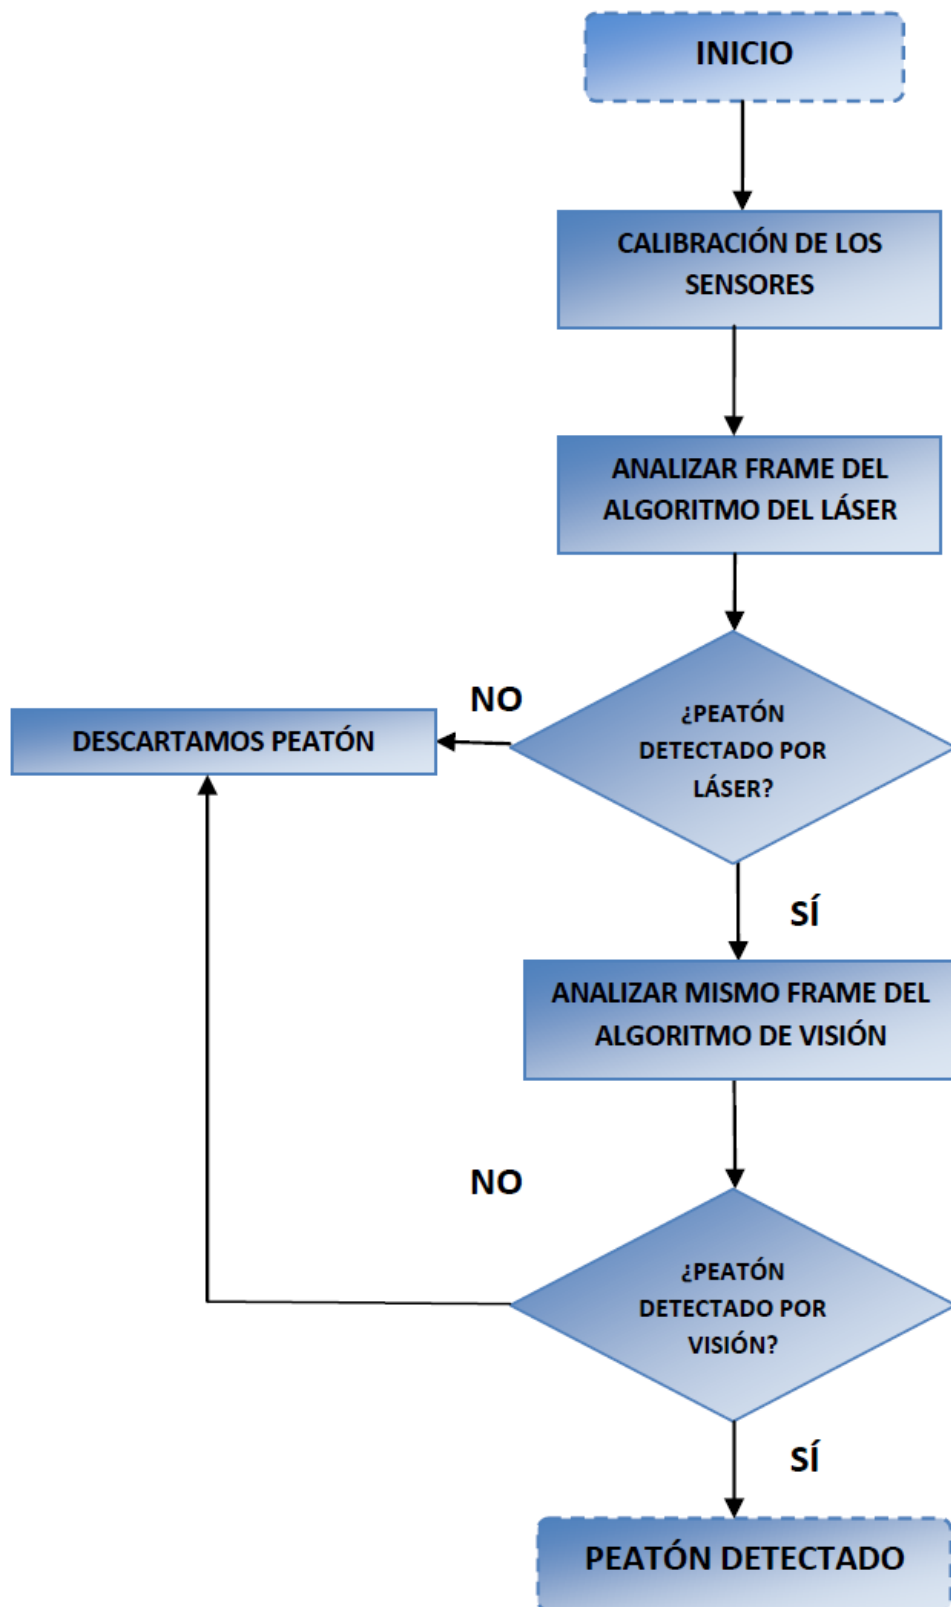 INICIO
CALIBRACIÓN DE LOS
SENSORES
ANALIZAR FRAME DEL
ALGORITMO DEL LÁSER
¿PEATÓN
DETECTADO POR
LÁSER?
NO
DESCARTAMOS PEATÓN
SÍ
ANALIZAR MISMO FRAME DEL
ALGORITMO DE VISIÓN
NO
¿PEATÓN
DETECTADO POR
VISIÓN?
SÍ
PEATÓN DETECTADO